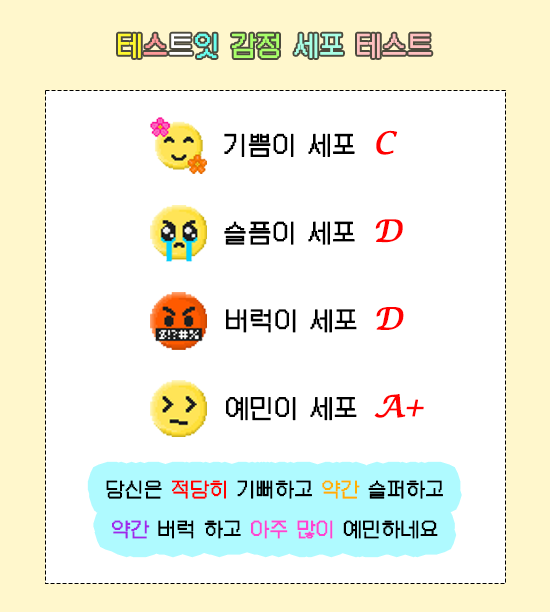 테스트잇 감정 세포 테스트
기쁨이 세포 C
슬픔이 세포 D
버럭이 세포 D
$!?#%
예민이 세포 A+
당신은 적당히 기뻐하고 약간 슬퍼하고
약간 버럭 하고 아주 많이 예민하네요